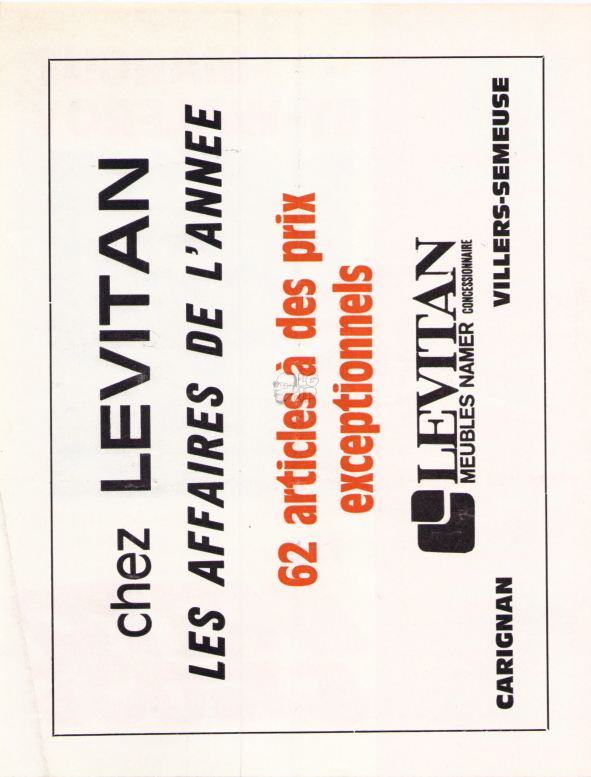 chez LEVITAN
LES AFFAIRES DE L'ANNEE
62 articles à des prix
exceptionnels
LEVITAN
MEUBLES NAMER CONCESSIONNAIRE
CARIGNAN VILLERS-SEMEUSE